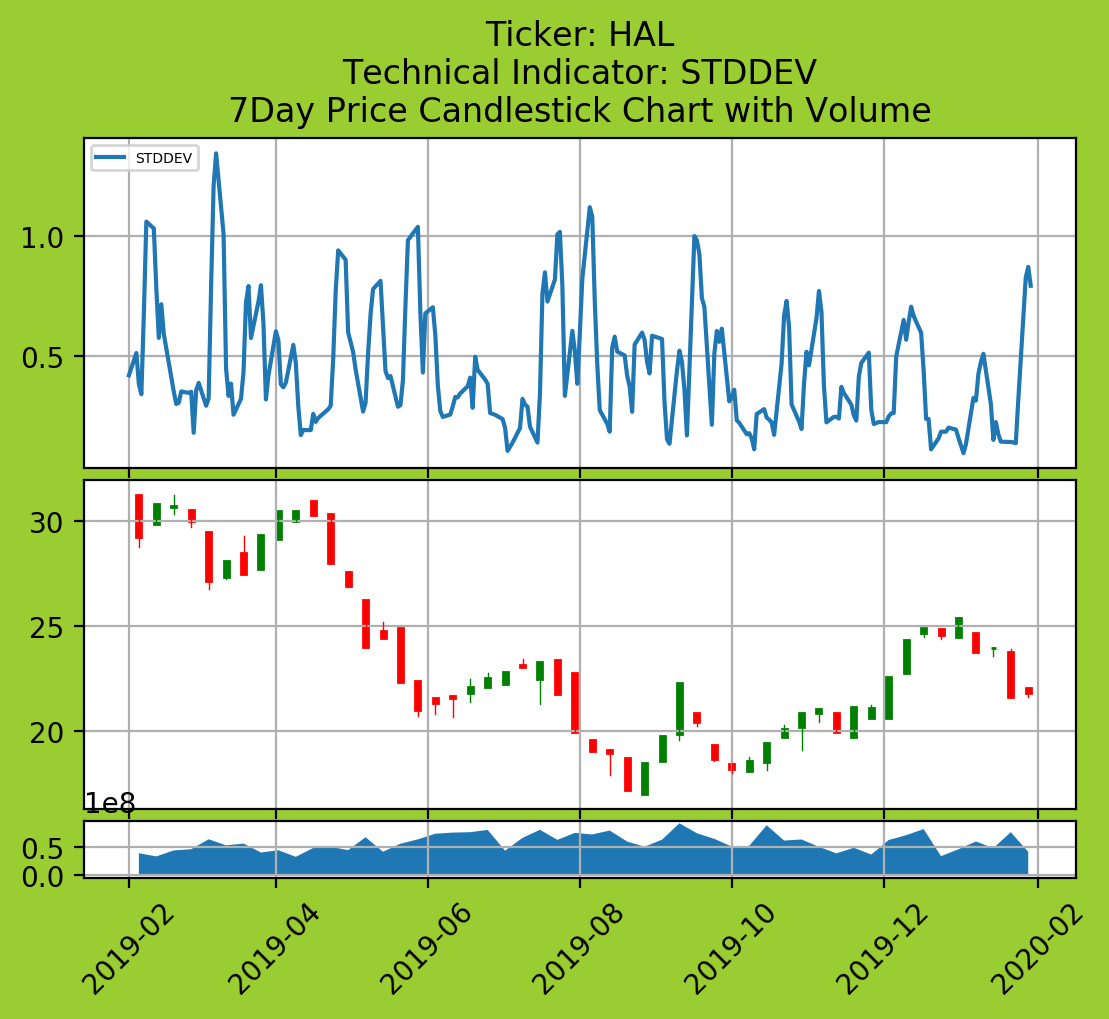 Ticker: HAL
Technical Indicator: STDDEV
7Day Price Candlestick Chart with Volume
STDDEV
1.0
0.5
30
25
20
1e8
0.5
0.0
2019-02
2019-04
2019-06
2019-08
2019-10
2019-12
2020-02